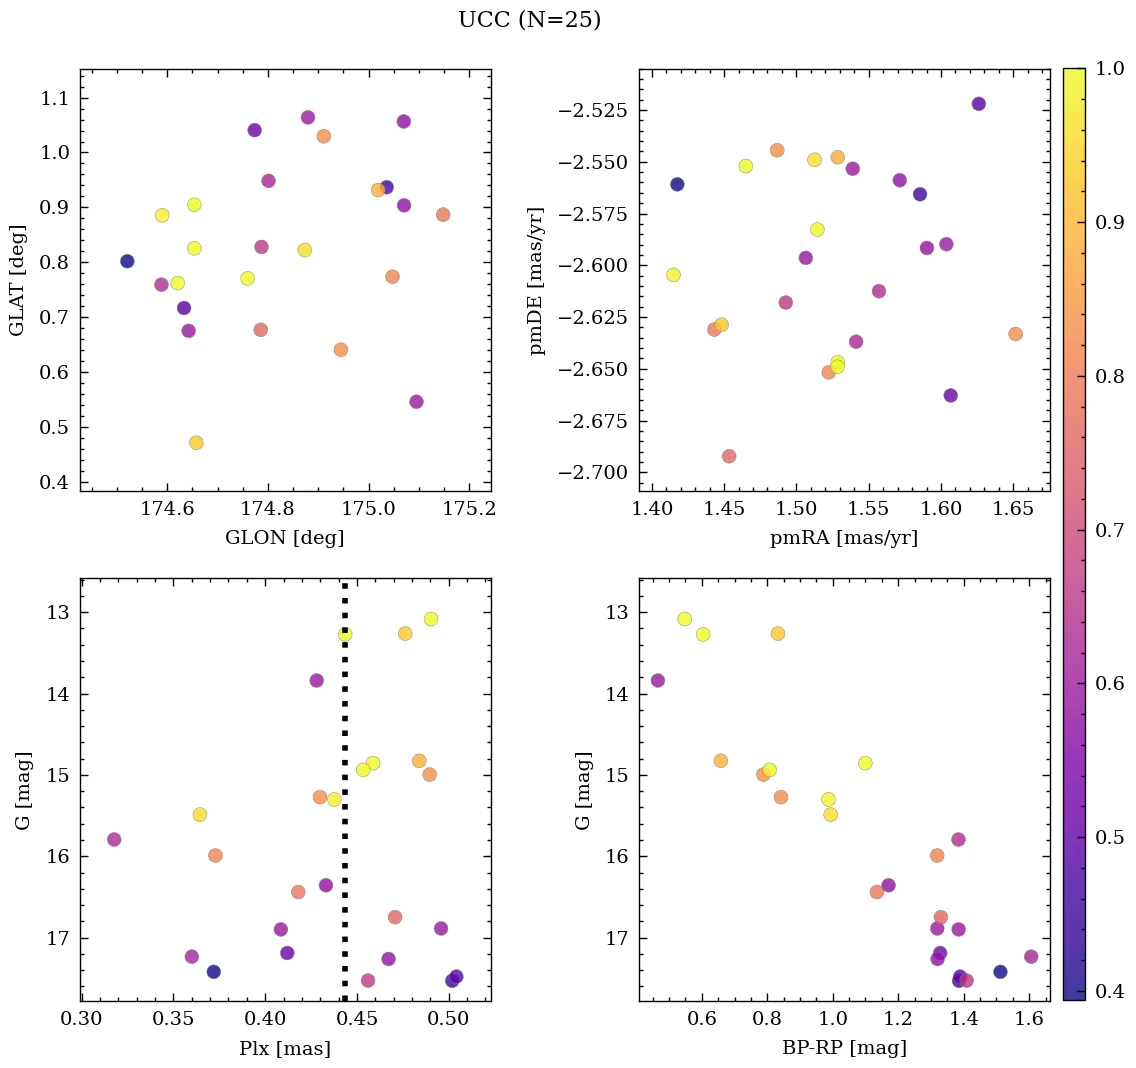 UCC (N=25)
1.1
1.0
0.9
0.8
0.7
0.6
0.5
0.4
GLAT [deg]
174.6 174.8 175.0 175.2
GLON [deg]
−2.525
−2.550
−2.575
−2.600
−2.625
−2.650
−2.675
−2.700
pmDE [mas/yr]
1.40 1.45 1.50 1.55 1.60 1.65
pmRA [mas/yr]
13
14
15
16
17
G [mag]
0.30 0.35 0.40 0.45 0.50
Plx [mas]
13
14
15
16
17
G [mag]
0.6 0.8 1.0 1.2 1.4 1.6
BP-RP [mag]
1.0
0.9
0.8
0.7
0.6
0.5
0.4